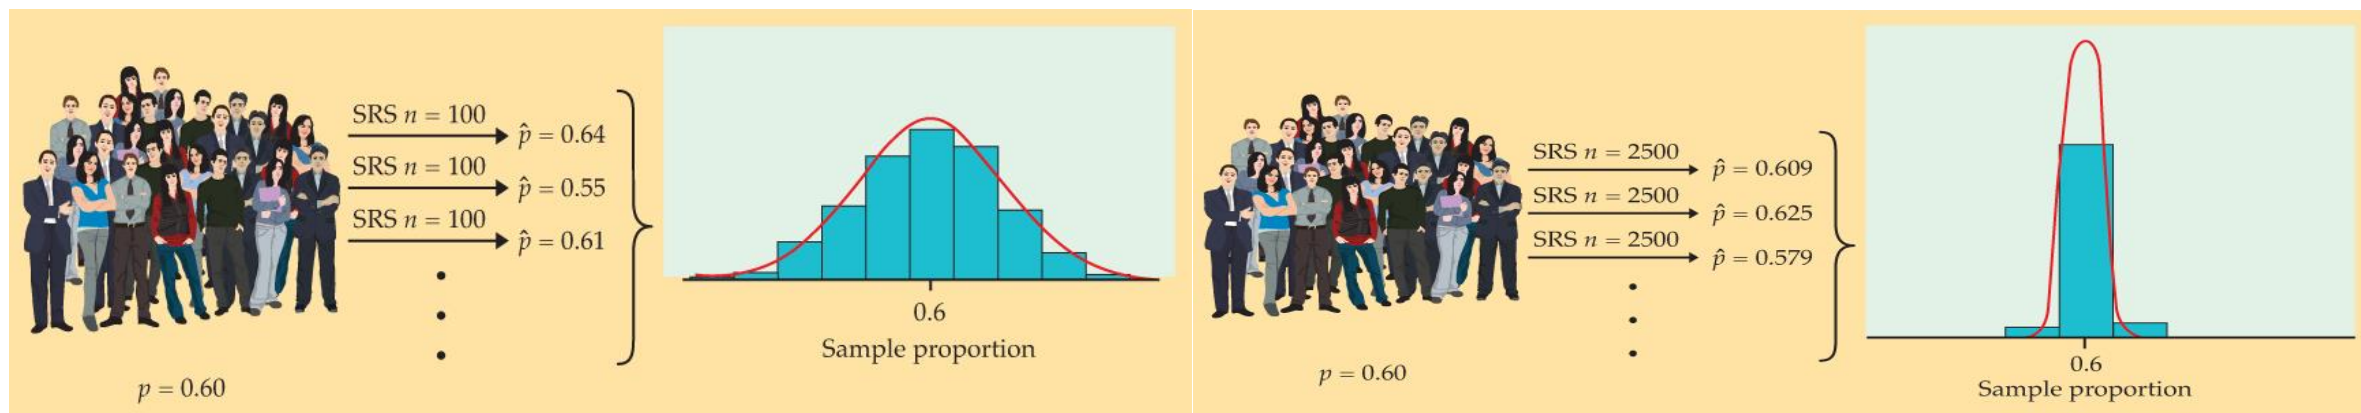 SRS n = 100
p̂ = 0.64
SRS n = 100
p̂ = 0.55
SRS n = 100
p̂ = 0.61
p = 0.60
0.6
Sample proportion
SRS n = 2500
p̂ = 0.609
SRS n = 2500
p̂ = 0.625
SRS n = 2500
p̂ = 0.579
p = 0.60
0.6
Sample proportion